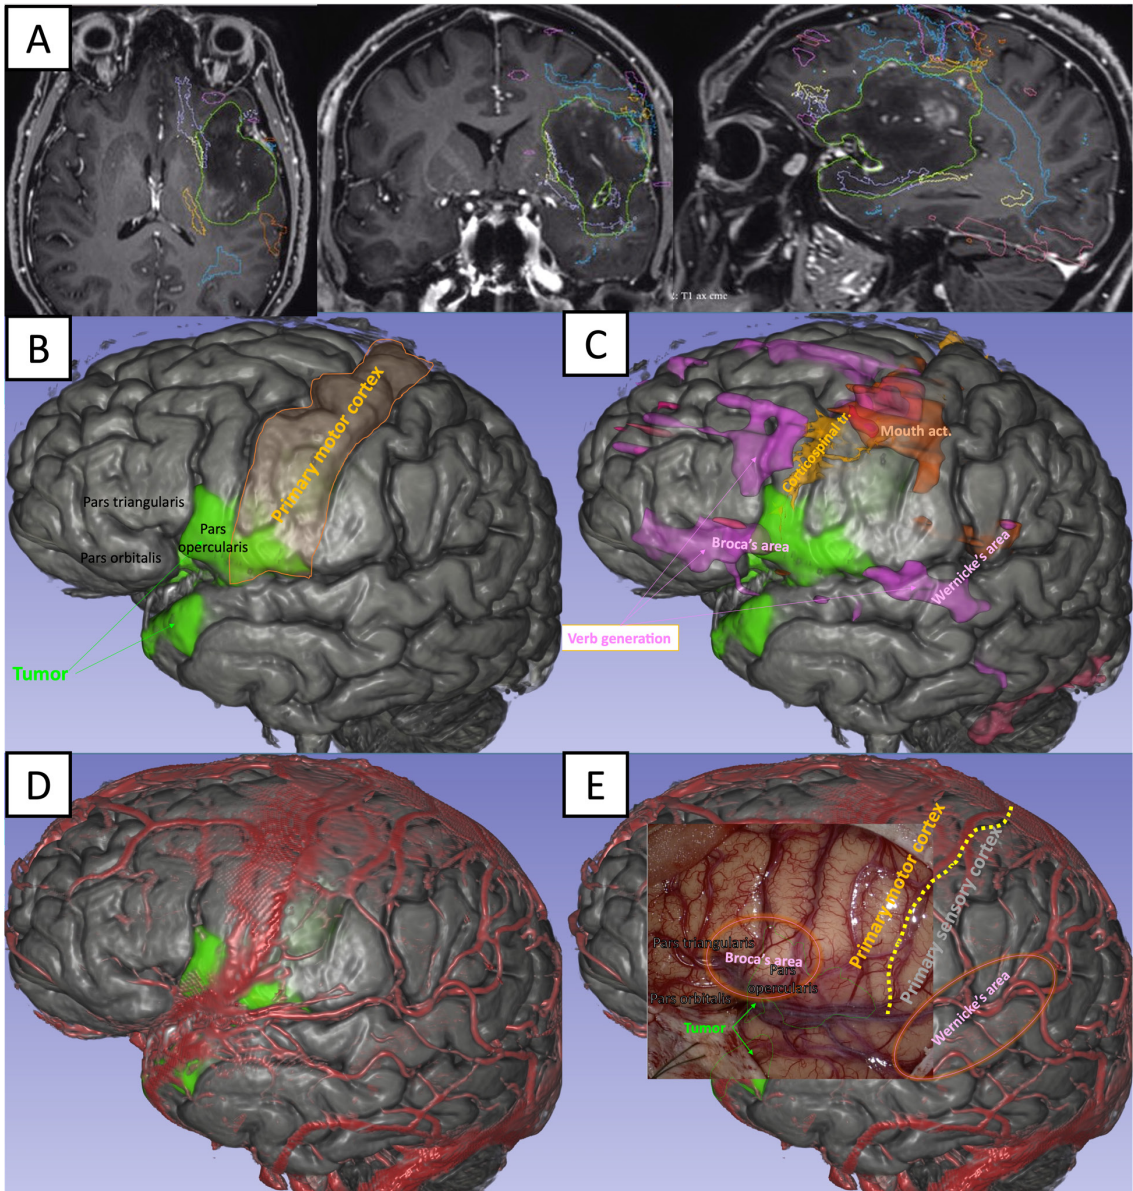 A
2: T1 ax cmc
B
Primary motor cortex
Pars triangularis
Pars
opercularis
Pars orbitalis
Tumor
C
Corticospinal tr.
Mouth act.
Broca's area
Wernicke's area
Verb generation
D
E
Primary motor cortex
Primary sensory cortex
Pars triangularis
Broca's area
Pars
opercularis
Pars orbitalis
Wernicke's area
Tumor